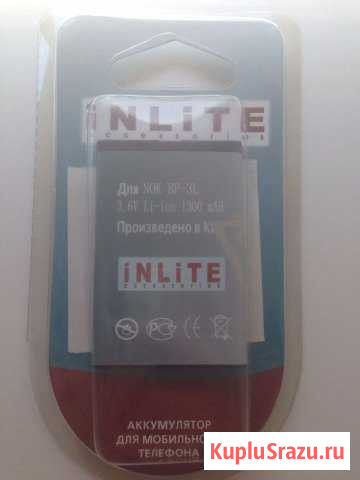 iNLiTE
accessories
Для NOK BP-3L
3.6V Li-ion 1300 mAH
Произведено в
iNLiTE
accessories
АККУМУЛЯТОР
ДЛЯ МОБИЛЬНОГО
ТЕЛЕФОНА
KupluSrazu.ru